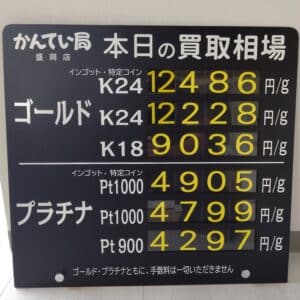 かんてい局
盛岡店
本日の買取相場
インゴット・特定コイン
K24 12486 円/g
ゴールド K24 12228 円/g
K18 9036 円/g
インゴット・特定コイン
Pt1000 4905 円/g
プラチナ Pt1000 4799 円/g
Pt900 4297 円/g
ゴールド・プラチナともに、手数料は一切いただきません